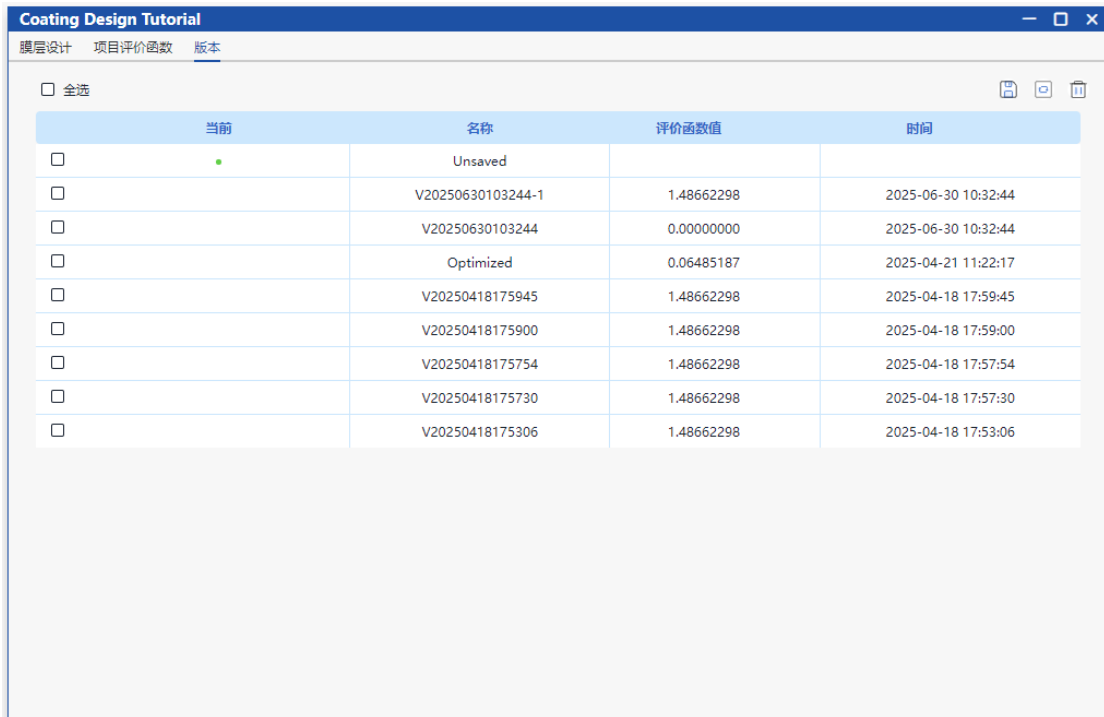 Coating Design Tutorial
膜层设计 项目评价函数 版本
全选
当前 名称 评价函数值 时间
Unsaved
V20250630103244-1 1.48662298 2025-06-30 10:32:44
V20250630103244 0.00000000 2025-06-30 10:32:44
Optimized 0.06485187 2025-04-21 11:22:17
V20250418175945 1.48662298 2025-04-18 17:59:45
V20250418175900 1.48662298 2025-04-18 17:59:00
V20250418175754 1.48662298 2025-04-18 17:57:54
V20250418175730 1.48662298 2025-04-18 17:57:30
V20250418175306 1.48662298 2025-04-18 17:53:06